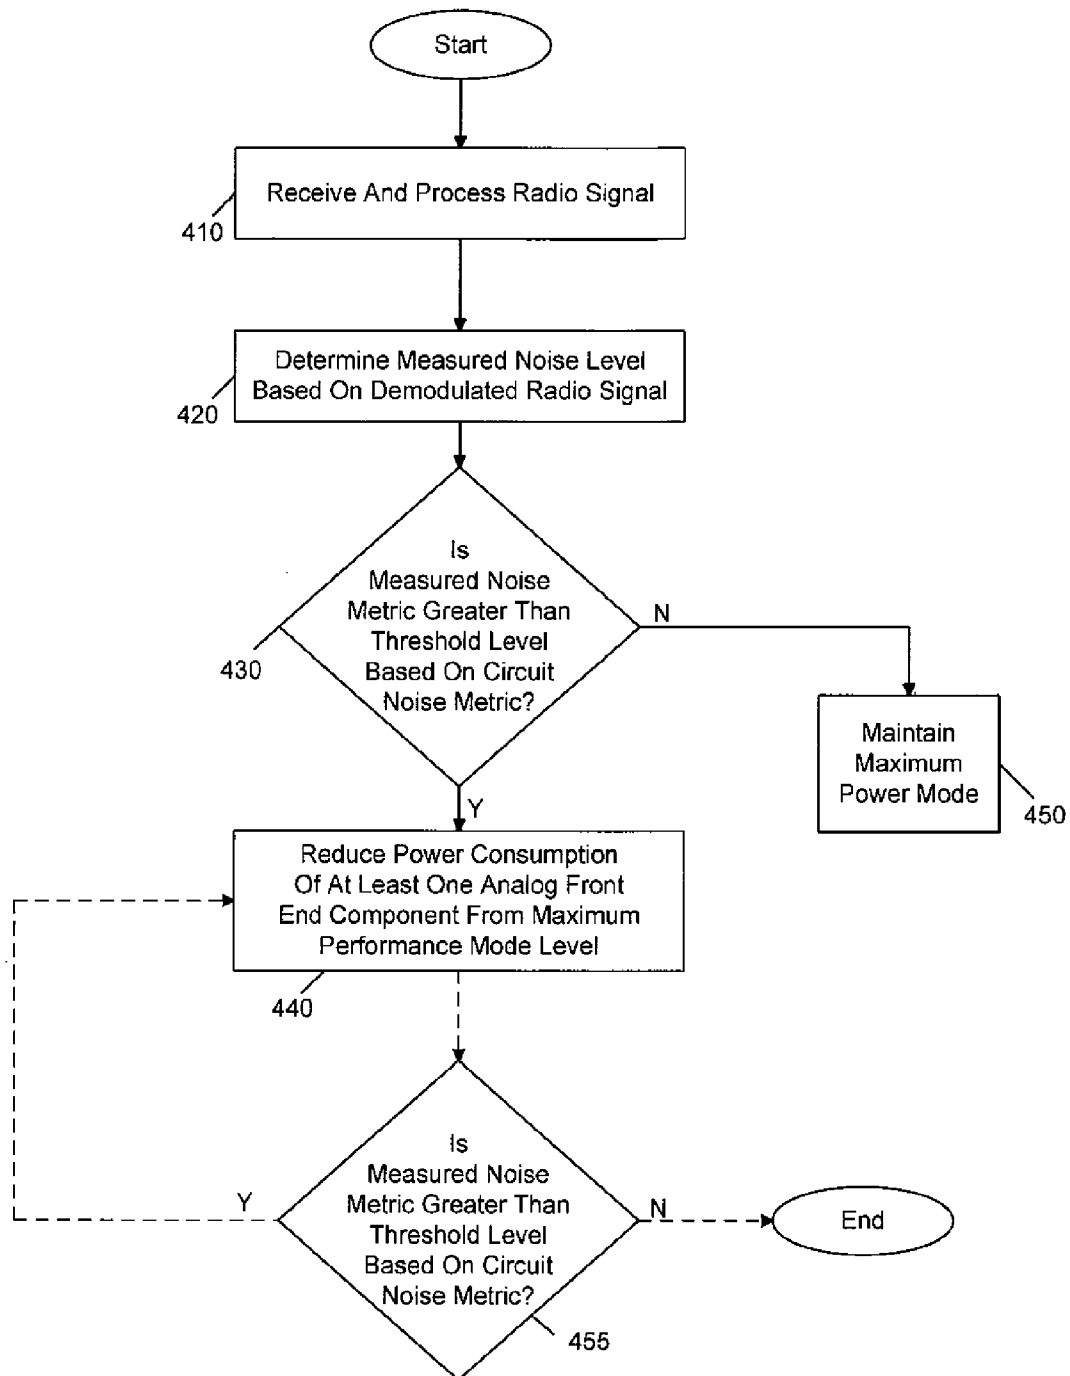 Start
Receive And Process Radio Signal
410
Determine Measured Noise Level
Based On Demodulated Radio Signal
420
Is
Measured Noise
Metric Greater Than
Threshold Level
Based On Circuit
Noise Metric?
430
N
Maintain
Maximum
Power Mode
450
Y
Reduce Power Consumption
Of At Least One Analog Front
End Component From Maximum
Performance Mode Level
440
Is
Measured Noise
Metric Greater Than
Threshold Level
Based On Circuit
Noise Metric?
Y
N
End
455